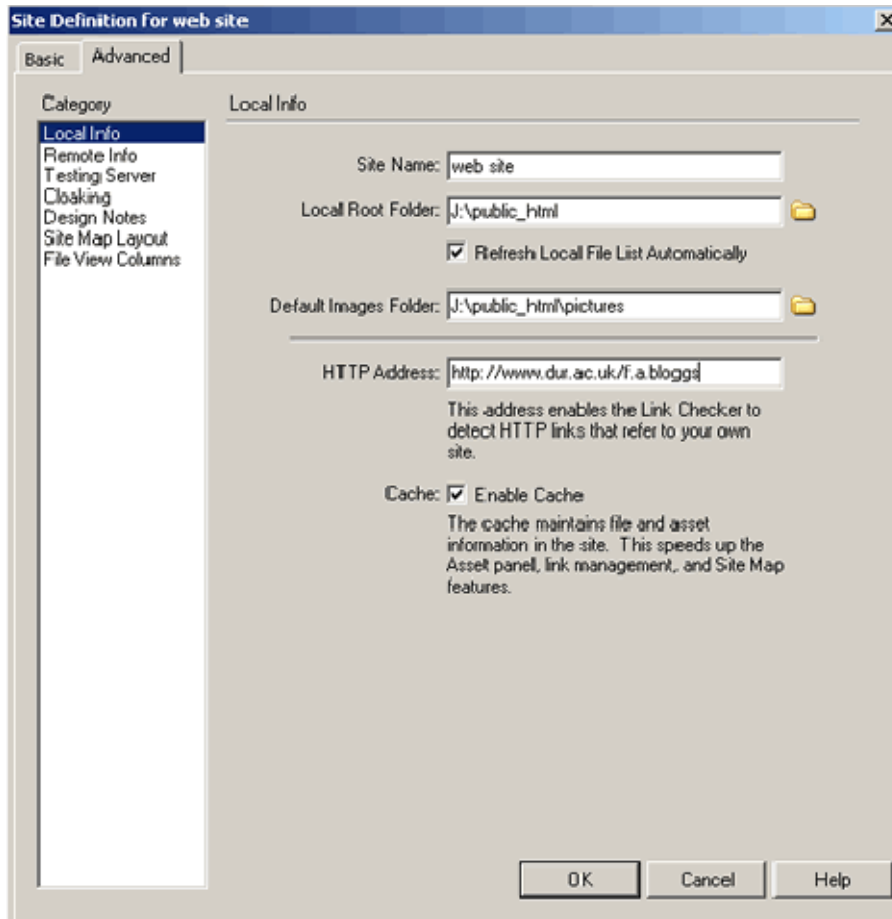 Site Definition for web site
Basic
Advanced
Category
Local Info
Remote Info
Testing Server
Cloaking
Design Notes
Site Map Layout
File View Columns
Local Info
Site Name: web site
Local Root Folder: J:\public_html
Refresh Local File List Automatically
Default Images Folder: J:\public_html\pictures
HTTP Address: http://www.dur.ac.uk/f.a.bloggs
This address enables the Link Checker to
detect HTTP links that refer to your own
site.
Cache: Enable Cache
The cache maintains file and asset
information in the site. This speeds up the
Asset panel, link management, and Site Map
features.
OK
Cancel
Help